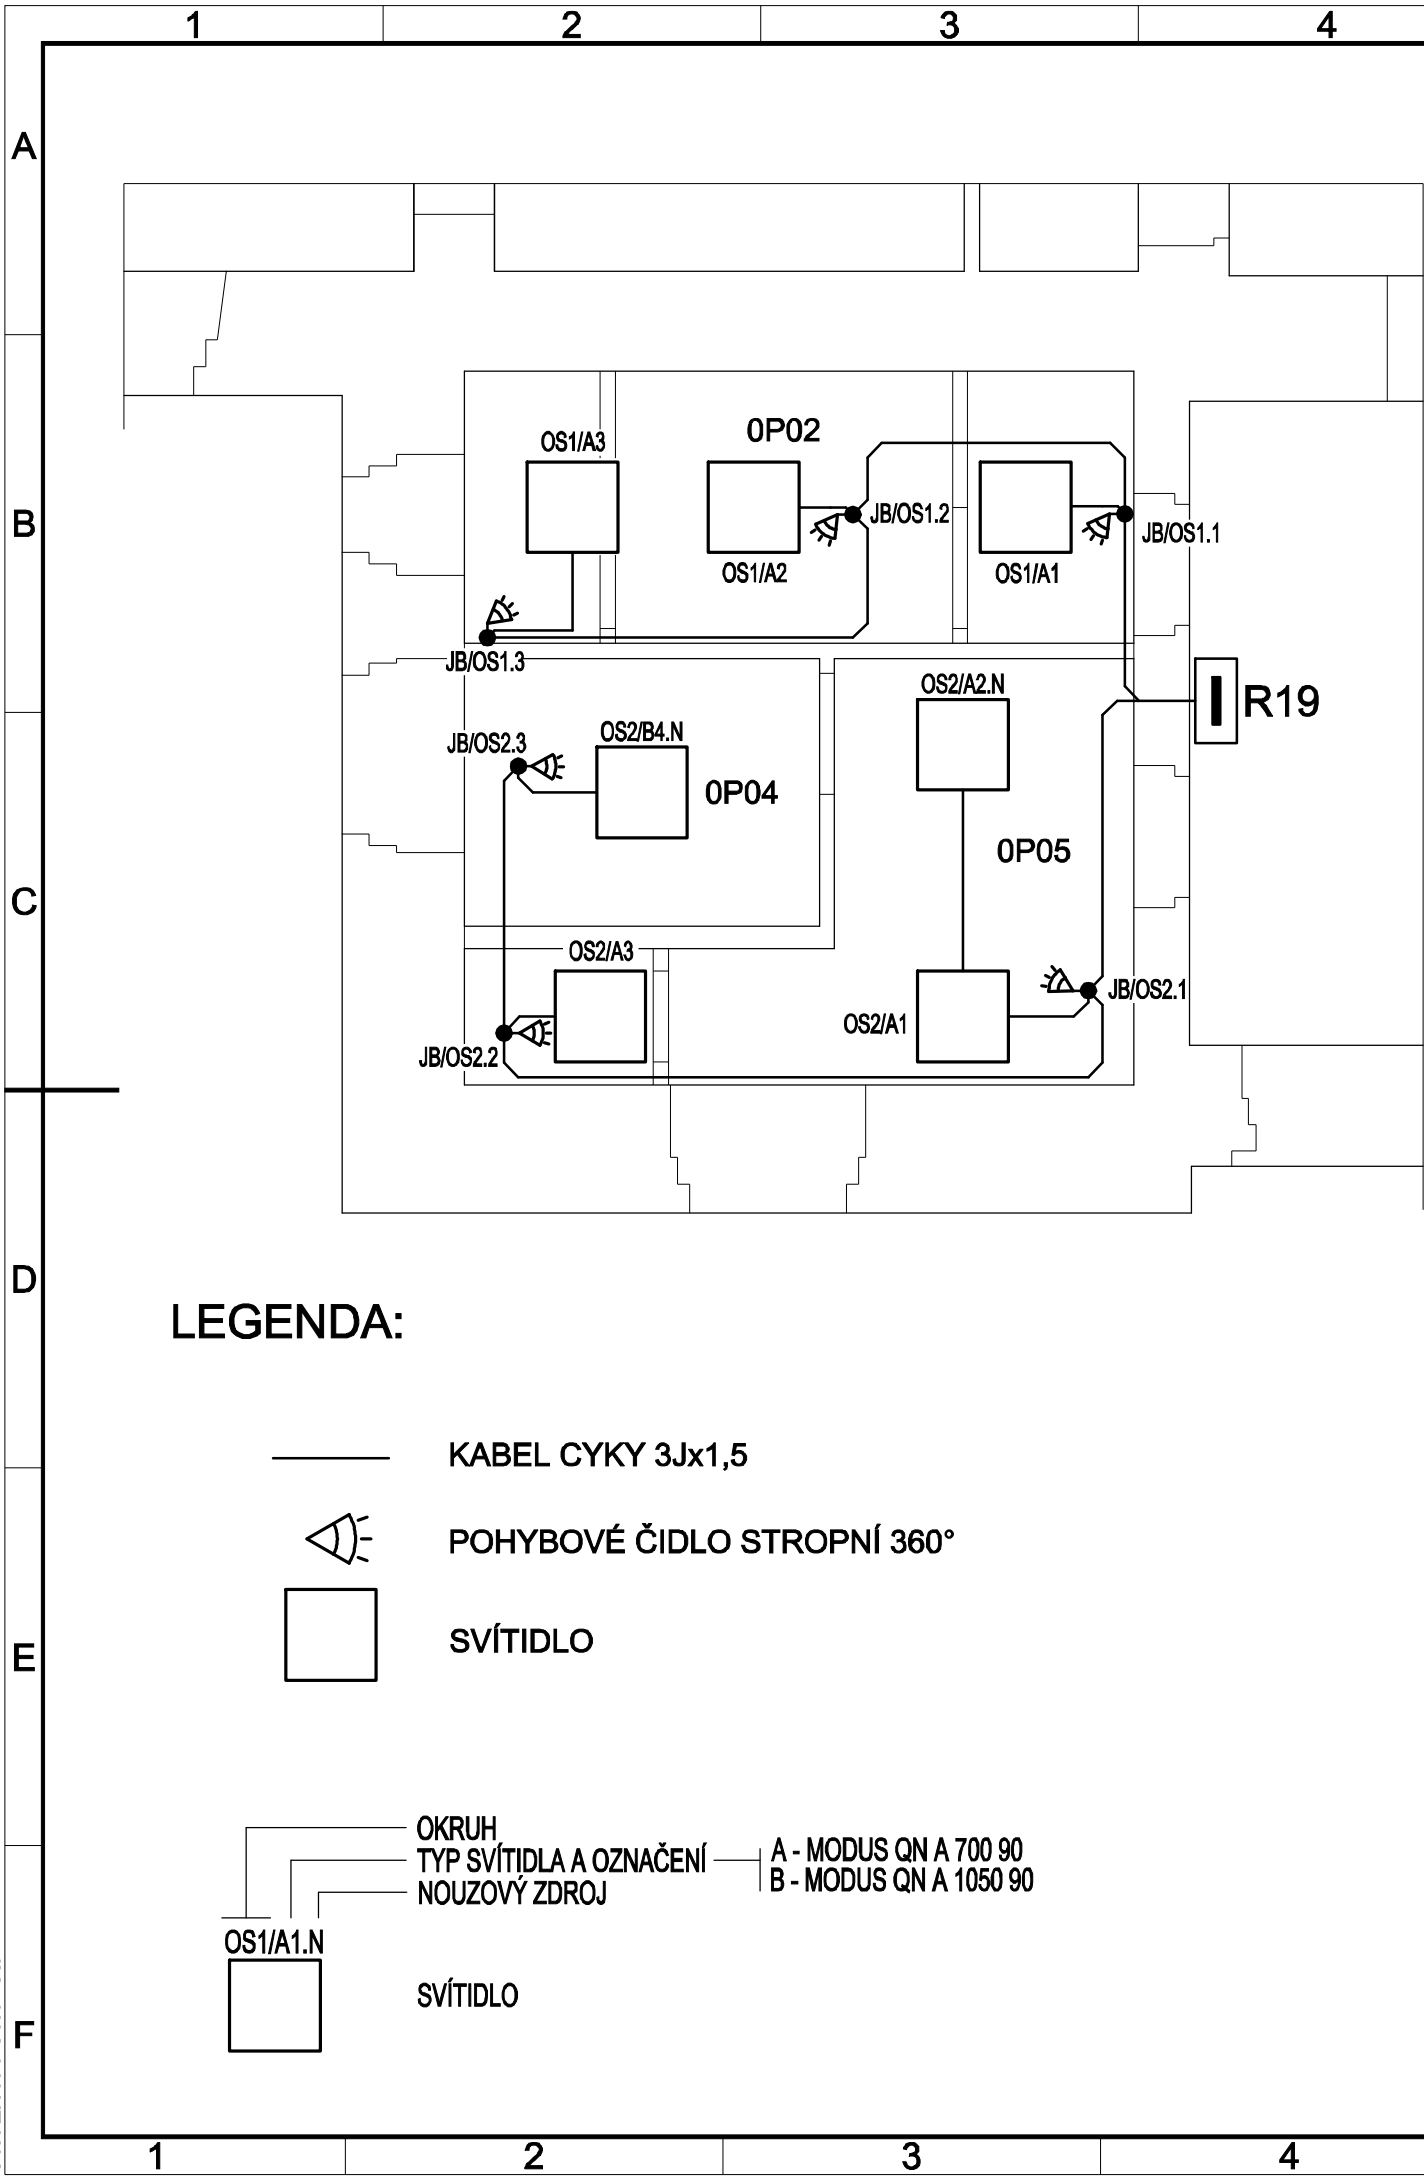 1 2 3 4
A
B
C
D
E
F
OS1/A3
0P02
OS1/A2
JB/OS1.2
OS1/A1
JB/OS1.1
JB/OS1.3
OS2/A2.N
R19
JB/OS2.3
OS2/B4.N
0P04
0P05
OS2/A3
JB/OS2.1
OS2/A1
JB/OS2.2
LEGENDA:
KABEL CYKY 3Jx1,5
POHYBOVÉ ČIDLO STROPNÍ 360°
SVÍTIDLO
OKRUH
TYP SVÍTIDLA A OZNAČENÍ
A - MODUS QN A 700 90
B - MODUS QN A 1050 90
NOUZOVÝ ZDROJ
OS1/A1.N
SVÍTIDLO
1 2 3 4